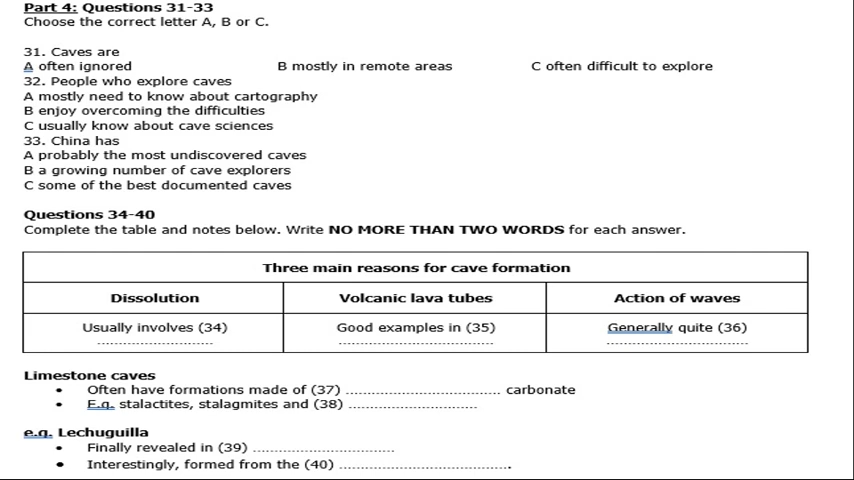 Part 4: Questions 31-33
Choose the correct letter A, B or C.
31. Caves are
A often ignored B mostly in remote areas C often difficult to explore
32. People who explore caves
A mostly need to know about cartography
B enjoy overcoming the difficulties
C usually know about cave sciences
33. China has
A probably the most undiscovered caves
B a growing number of cave explorers
C some of the best documented caves
Questions 34-40
Complete the table and notes below. Write NO MORE THAN TWO WORDS for each answer.
Three main reasons for cave formation
Dissolution Volcanic lava tubes Action of waves
Usually involves (34) Good examples in (35) Generally quite (36)
................................ ........................................... .......................................
Limestone caves
• Often have formations made of (37) ........................................... carbonate
• E.g. stalactites, stalagmites and (38) ....................................
e.g. Lechuguilla
• Finally revealed in (39) .......................................
• Interestingly, formed from the (40) ...............................................